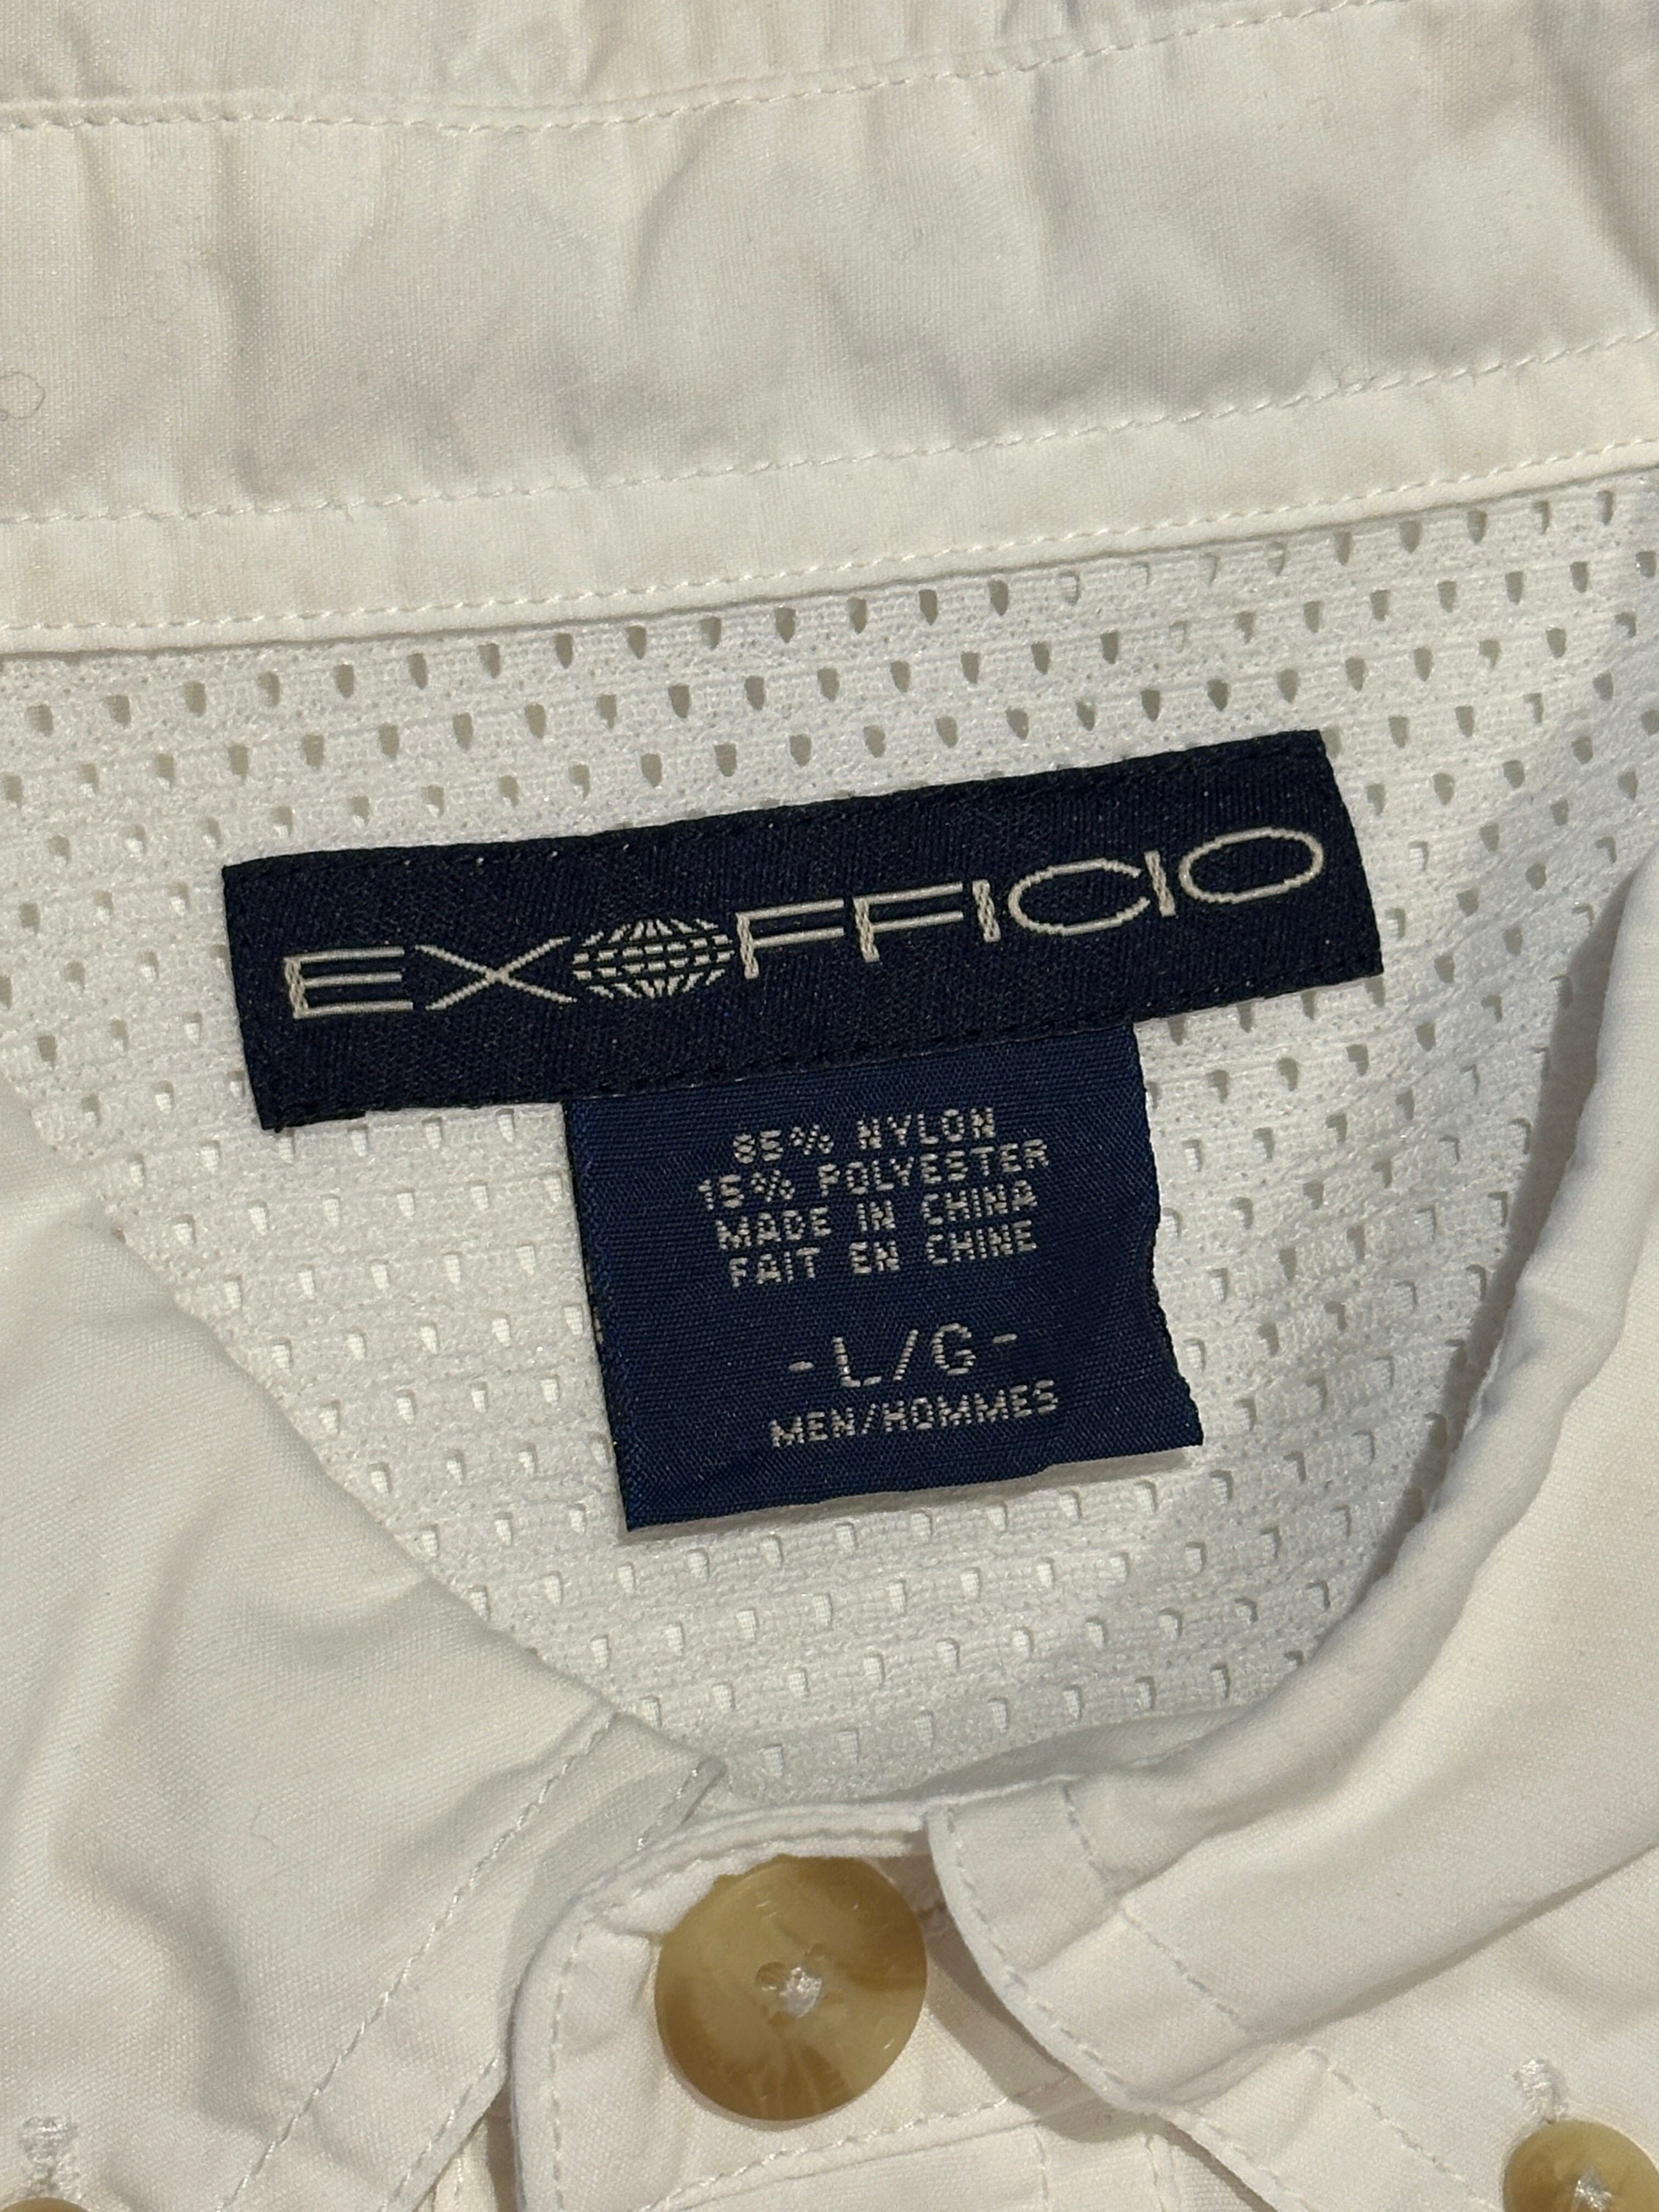 EXOFFICIO
85% NYLON
15% POLYESTER
MADE IN CHINA
FAIT EN CHINE
-L/G-
MEN/HOMMES